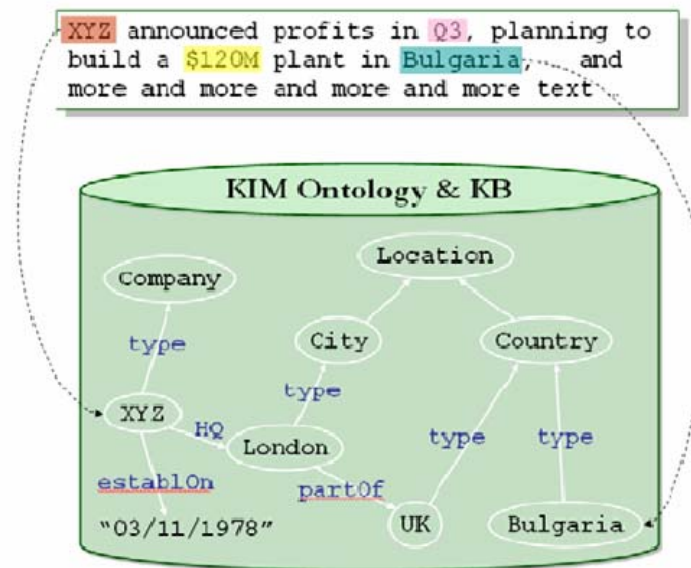 XYZ announced profits in Q3, planning to
build a $120M plant in Bulgaria, and
more and more and more and more text
KIM Ontology & KB
Location
Company
City
Country
type
type
XYZ
HQ
London
type
type
establOn
partOf
"03/11/1978"
UK
Bulgaria